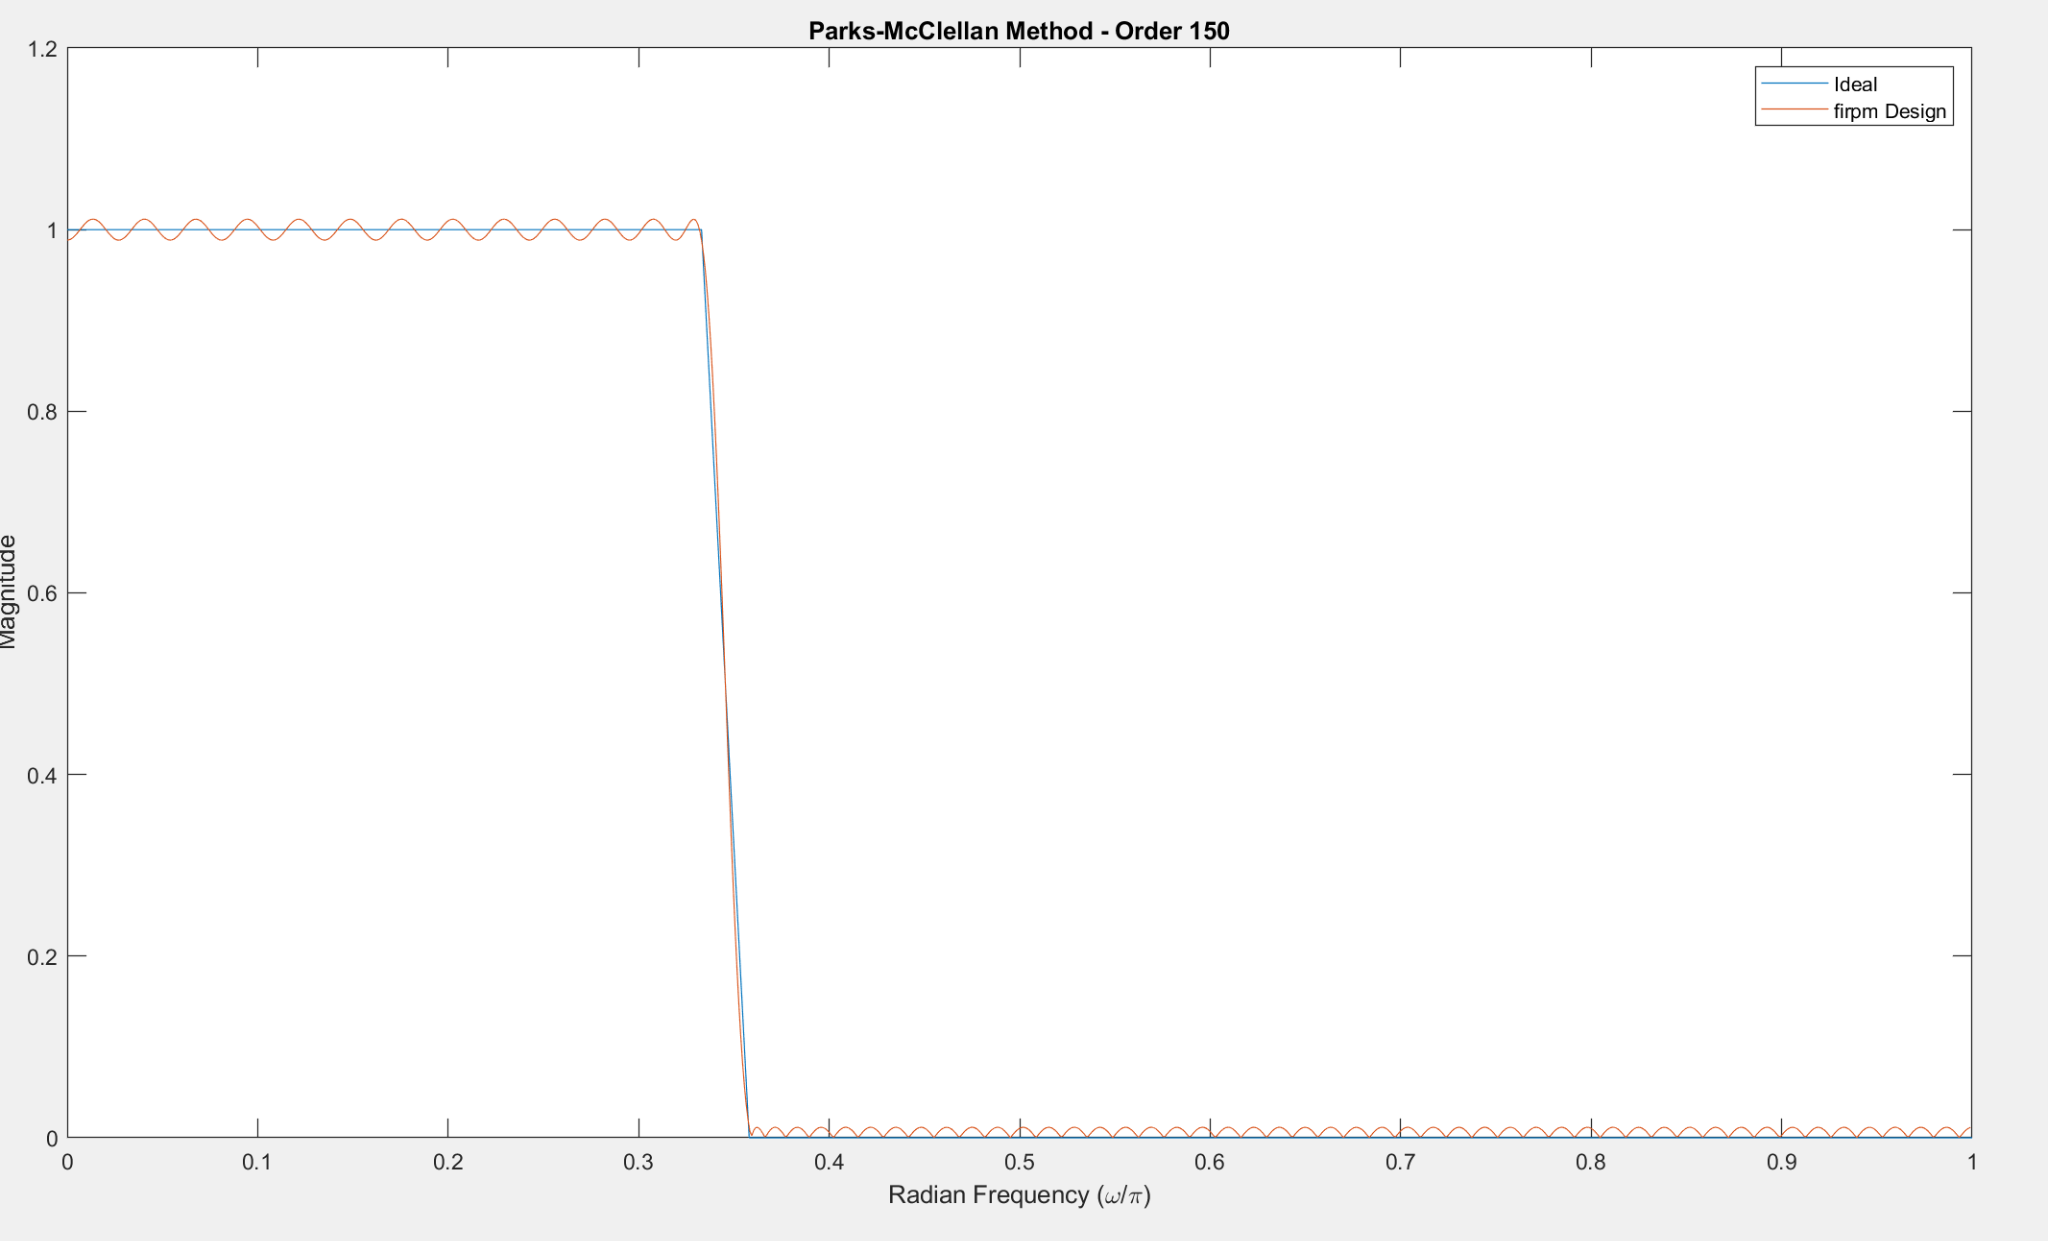 Parks-McClellan Method - Order 150
Ideal
firpm Design
Magnitude
1.2
1
0.8
0.6
0.4
0.2
0
0 0.1 0.2 0.3 0.4 0.5 0.6 0.7 0.8 0.9 1
Radian Frequency (ω/π)